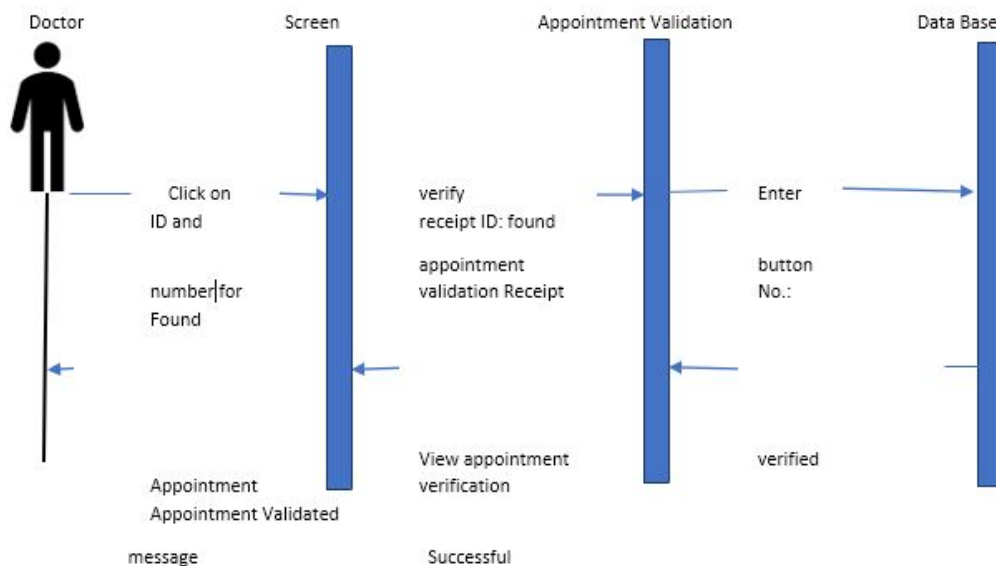 Doctor Screen Appointment Validation Data Base
Click on verify Enter
ID and receipt ID: found
appointment button
number for validation Receipt No.:
Found
View appointment verified
Appointment verification
Appointment Validated
message Successful